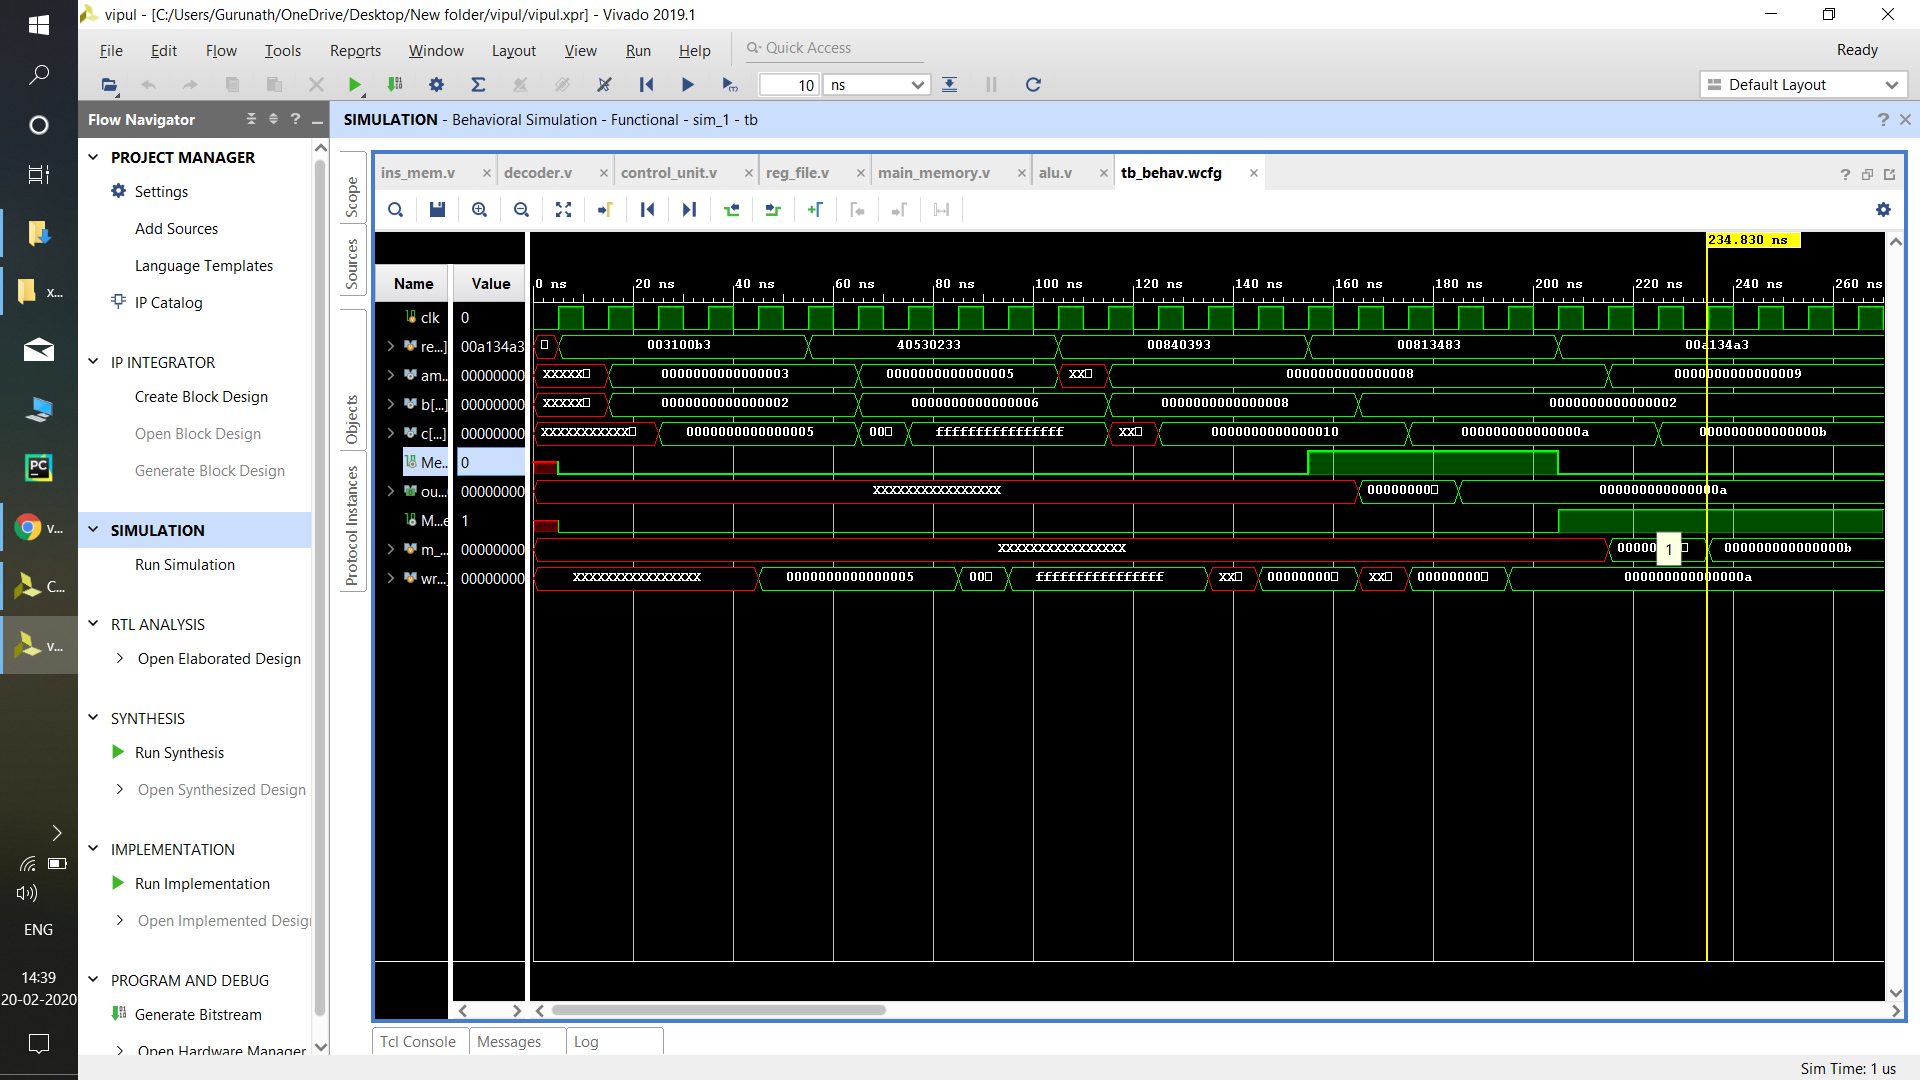 vipul - [C:/Users/Gurunath/OneDrive/Desktop/New folder/vipul/vipul.xpr] - Vivado 2019.1
File Edit Flow Tools Reports Window Layout View Run Help Quick Access Ready
10 ns Default Layout
Flow Navigator
SIMULATION - Behavioral Simulation - Functional - sim_1 - tb
PROJECT MANAGER
Settings
Add Sources
Language Templates
IP Catalog
IP INTEGRATOR
Create Block Design
Open Block Design
Generate Block Design
SIMULATION
Run Simulation
RTL ANALYSIS
Open Elaborated Design
SYNTHESIS
Run Synthesis
Open Synthesized Design
IMPLEMENTATION
Run Implementation
Open Implemented Desig
PROGRAM AND DEBUG
Generate Bitstream
Open Hardware Manager
Scope
Sources
Objects
Protocol Instances
ins_mem.v decoder.v control_unit.v reg_file.v main_memory.v alu.v tb_behav.wcfg
234.830 ns
Name Value 0 ns 20 ns 40 ns 60 ns 80 ns 100 ns 120 ns 140 ns 160 ns 180 ns 200 ns 220 ns 240 ns 260 ns
clk 0
re...] 00a134a3 003100b3 40530233 00840393 00813483 00a134a3
am... 00000000 XXXXX 0000000000000003 0000000000000005 XX 0000000000000008 0000000000000009
b[...] 00000000 XXXXX 0000000000000002 0000000000000006 0000000000000008 0000000000000002
c[...] 00000000 XXXXXXXXXXX 0000000000000005 00 ffffffffffffffff XX 0000000000000010 000000000000000a 000000000000000b
Me.. 0
ou... 00000000 XXXXXXXXXXXXXXXX 00000000 000000000000000a
M...e 1
m_... 00000000 XXXXXXXXXXXXXXXX 0000 1 000000000000000b
wr... 00000000 XXXXXXXXXXXXXXXX 0000000000000005 00 ffffffffffffffff XX 00000000 XX 00000000 000000000000000a
Tcl Console Messages Log
Sim Time: 1 us
x...
PC
v...
C...
v...
ENG
14:39
20-02-2020